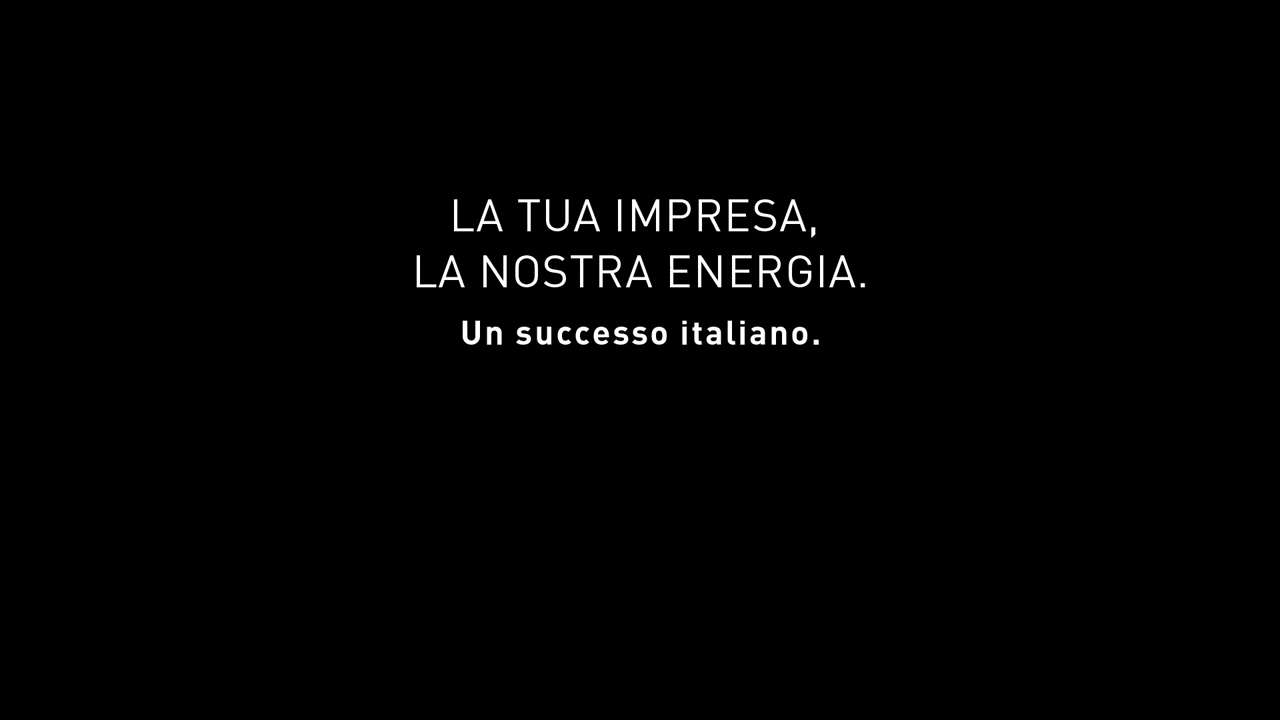 LA TUA IMPRESA,
LA NOSTRA ENERGIA.
Un successo italiano.